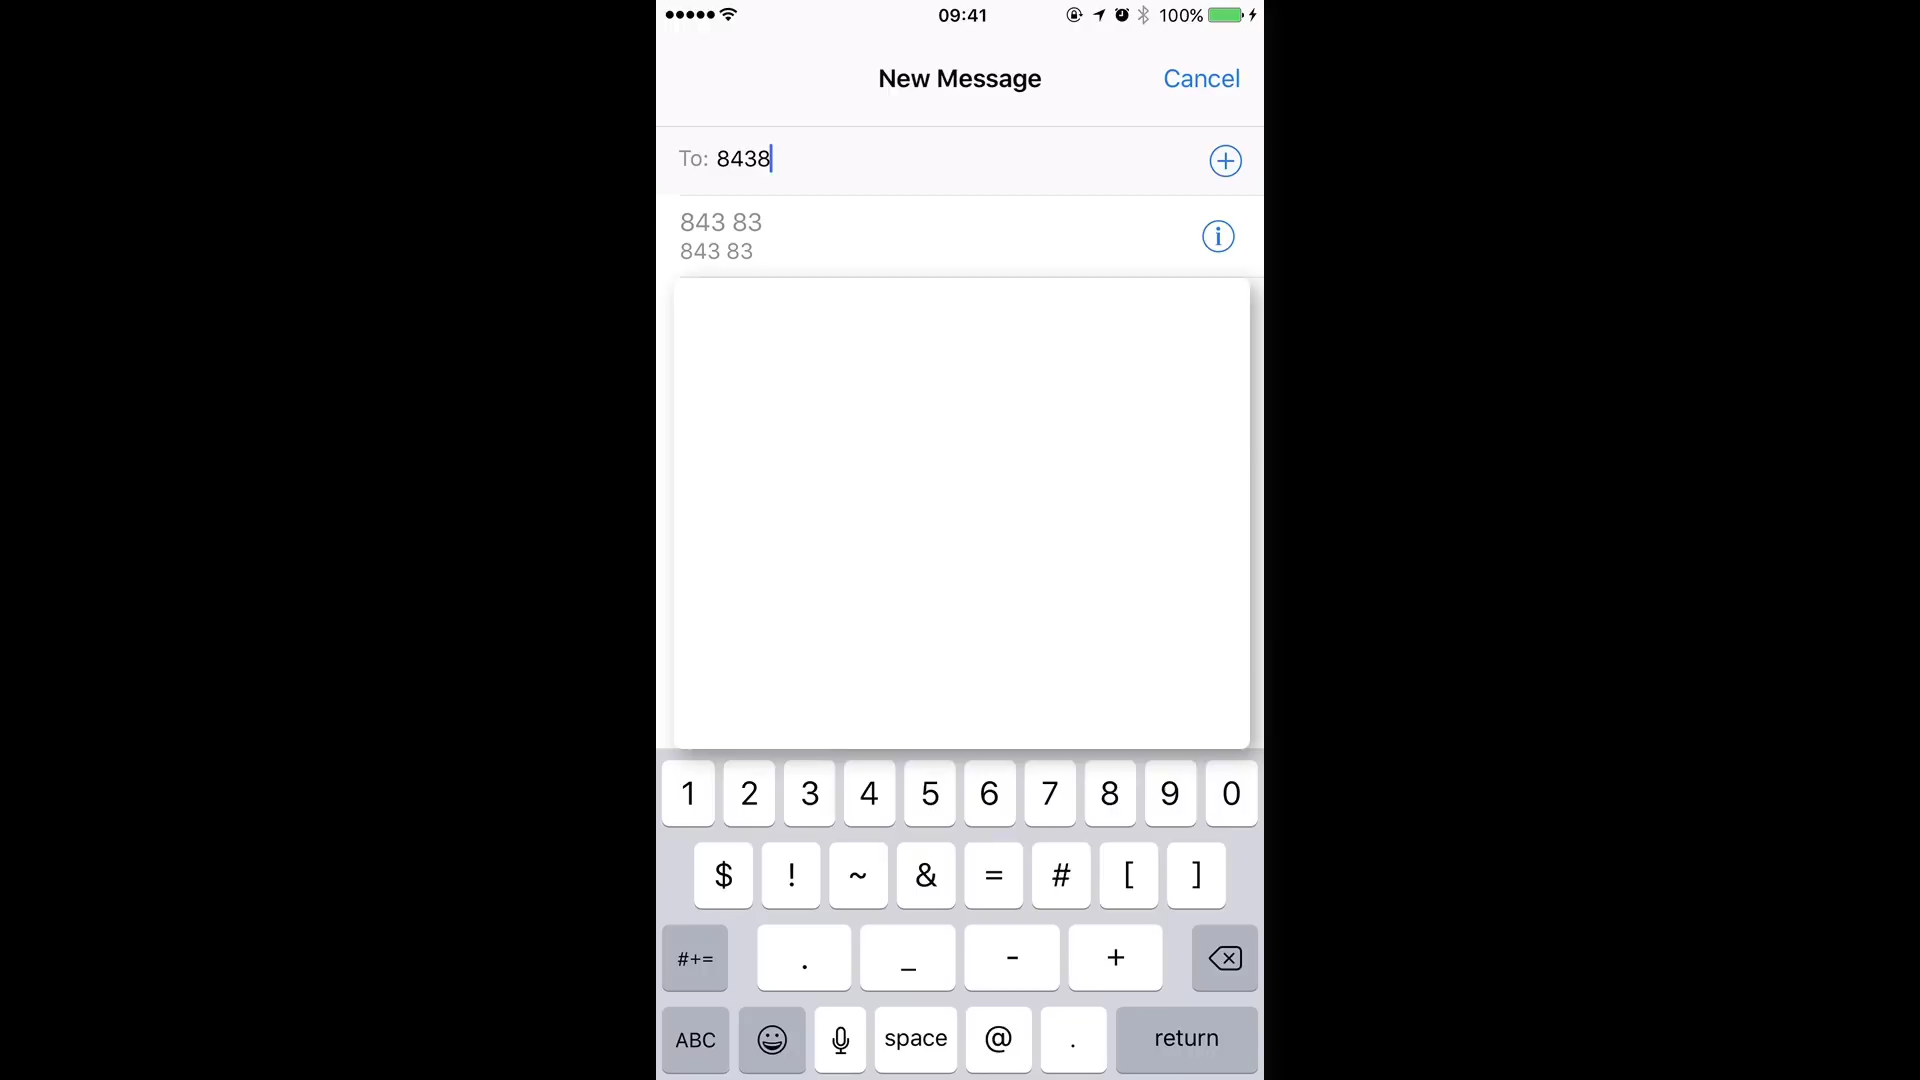 09:41 100%
New Message Cancel
To: 8438
843 83
843 83
1 2 3 4 5 6 7 8 9 0
$ ! ~ & = # [ ]
#+= . _ - +
ABC space @ . return